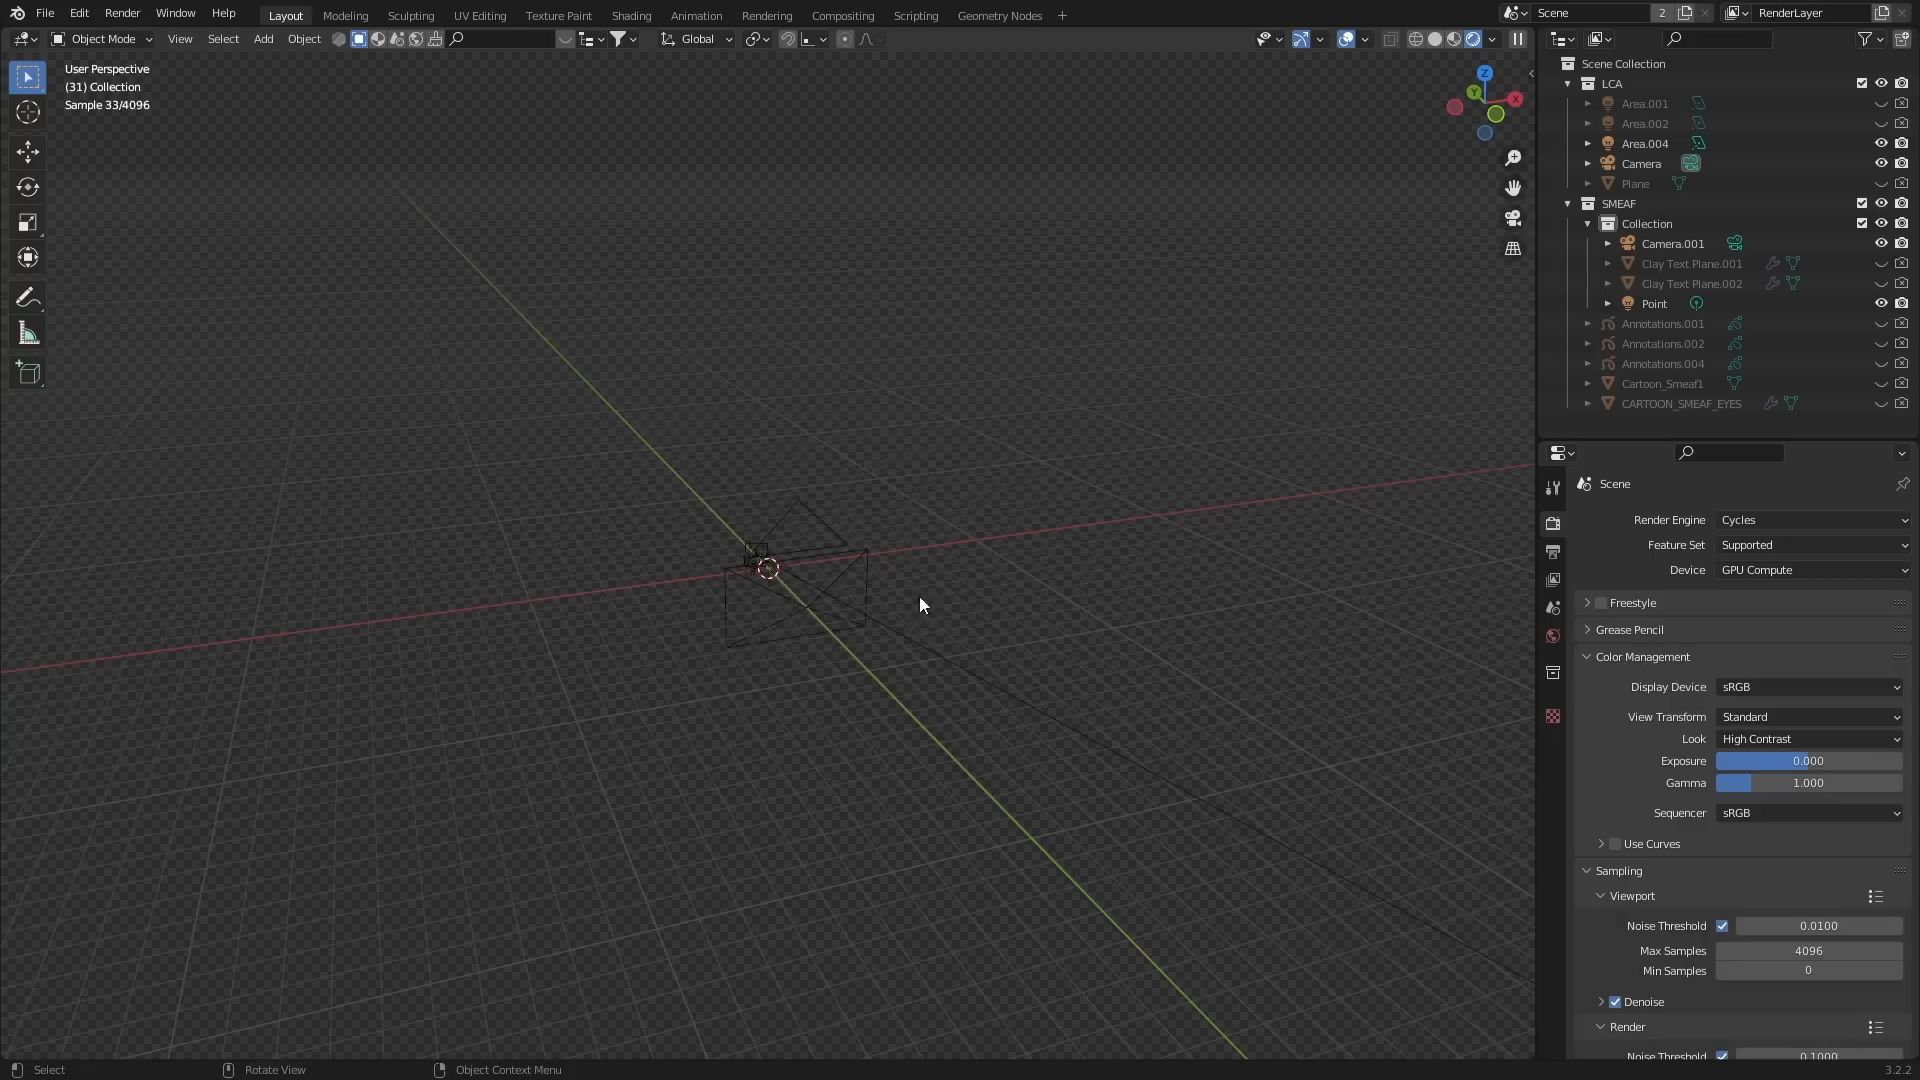 File Edit Render Window Help Layout Modeling Sculpting UV Editing Texture Paint Shading Animation Rendering Compositing Scripting Geometry Nodes Scene 2 RenderLayer
Object Mode View Select Add Object Global
User Perspective
(31) Collection
Sample 33/4096
Z
Y
X
Scene Collection
LCA
Area.001
Area.002
Area.004
Camera
Plane
SMEAF
Collection
Camera.001
Clay Text Plane.001
Clay Text Plane.002
Point
Annotations.001
Annotations.002
Annotations.004
Cartoon_Smeaf1
CARTOON_SMEAF_EYES
Scene
Render Engine Cycles
Feature Set Supported
Device GPU Compute
Freestyle
Grease Pencil
Color Management
Display Device sRGB
View Transform Standard
Look High Contrast
Exposure 0.000
Gamma 1.000
Sequencer sRGB
Use Curves
Sampling
Viewport
Noise Threshold 0.0100
Max Samples 4096
Min Samples 0
Denoise
Render
Noise Threshold 0.1000
Select Rotate View Object Context Menu 3.2.2